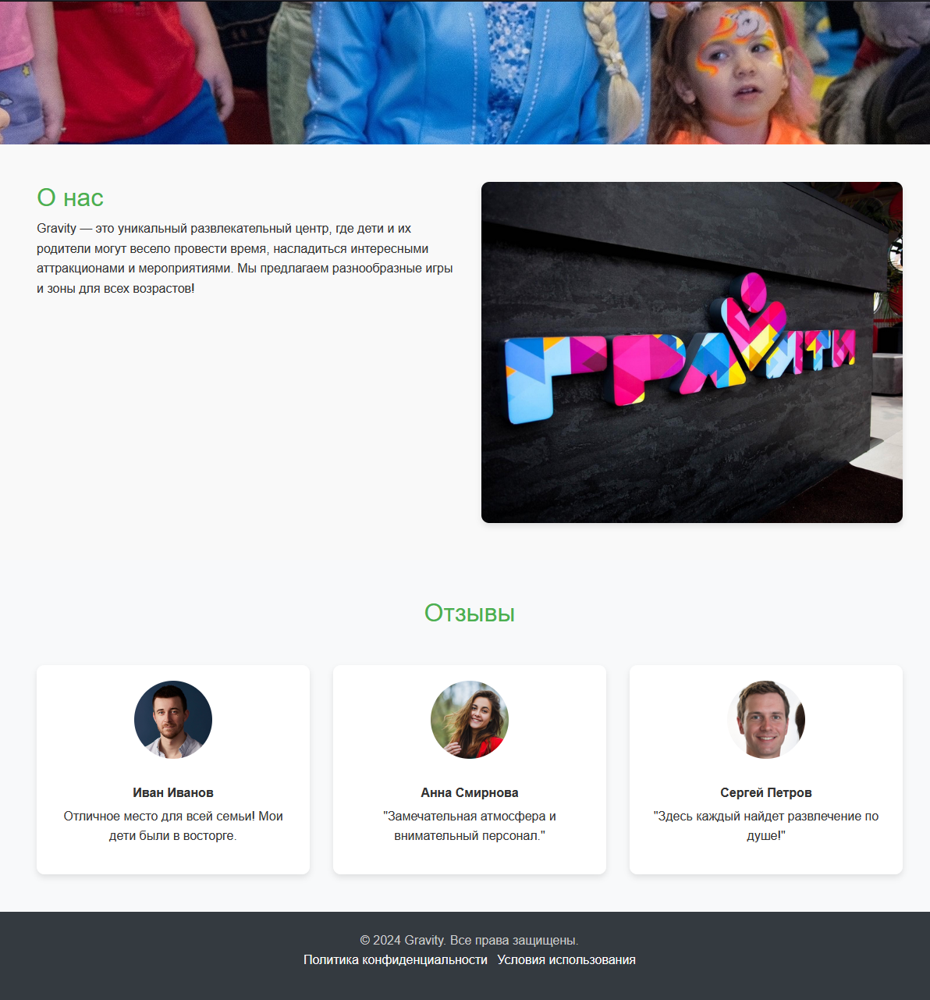 О нас
Gravity — это уникальный развлекательный центр, где дети и их
родители могут весело провести время, насладиться интересными
аттракционами и мероприятиями. Мы предлагаем разнообразные игры
и зоны для всех возрастов!
ГРАВИТИ
Отзывы
Иван Иванов
Отличное место для всей семьи! Мои
дети были в восторге.
Анна Смирнова
"Замечательная атмосфера и
внимательный персонал."
Сергей Петров
"Здесь каждый найдет развлечение по
душе!"
© 2024 Gravity. Все права защищены.
Политика конфиденциальности Условия использования